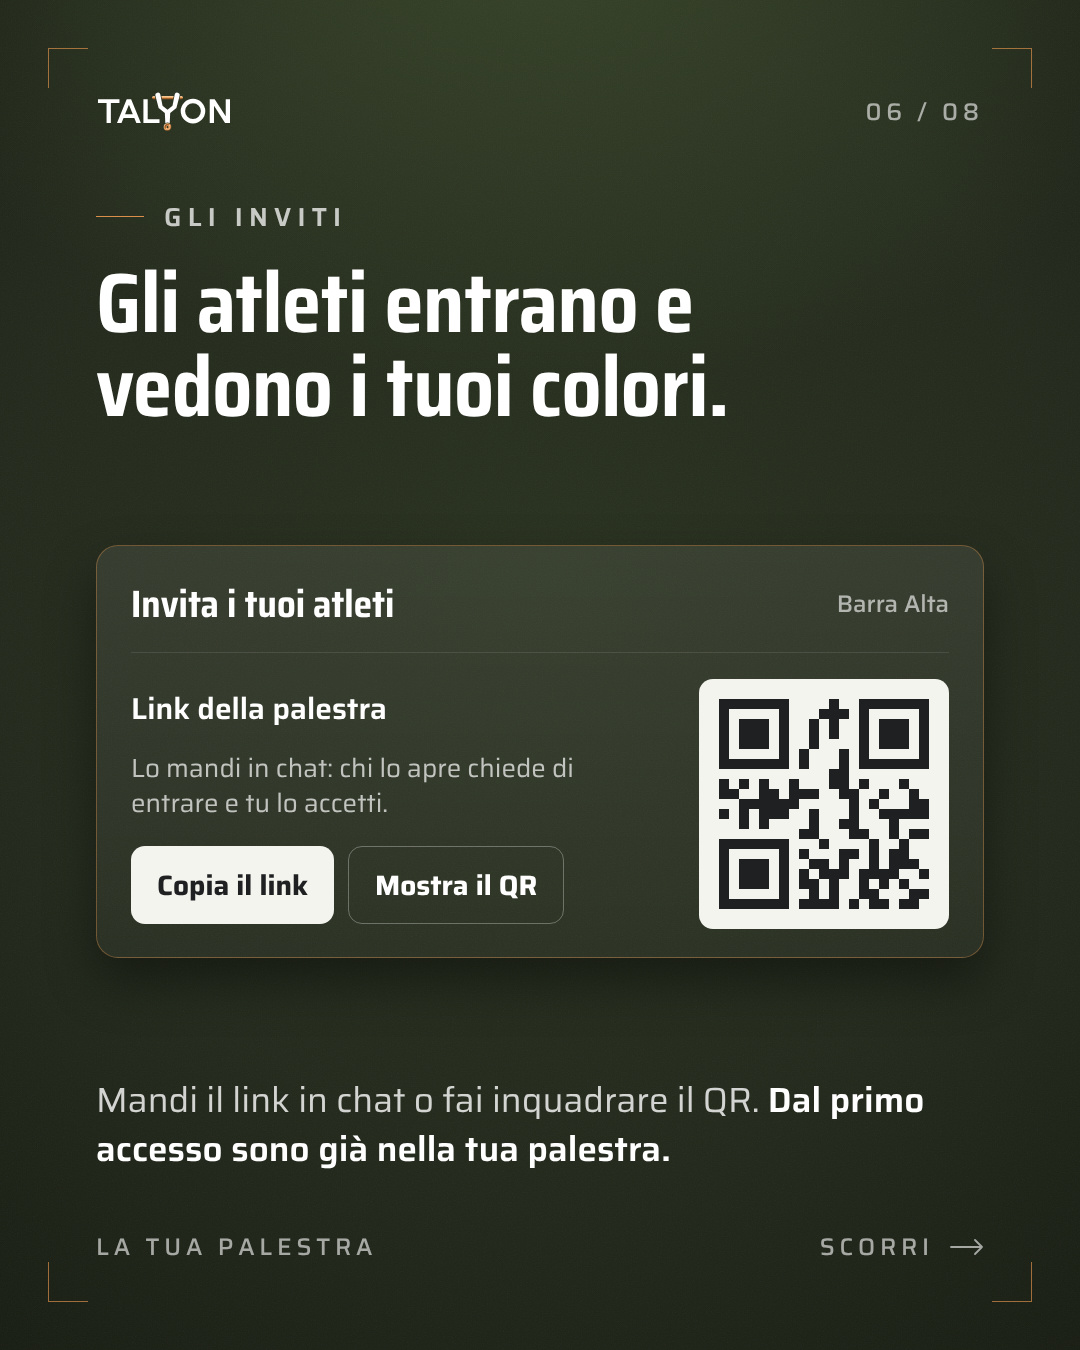 TALYON
06 / 08
GLI INVITI
Gli atleti entrano e
vedono i tuoi colori.
Invita i tuoi atleti
Barra Alta
Link della palestra
Lo mandi in chat: chi lo apre chiede di
entrare e tu lo accetti.
Copia il link
Mostra il QR
Mandi il link in chat o fai inquadrare il QR. Dal primo
accesso sono già nella tua palestra.
LA TUA PALESTRA
SCORRI →